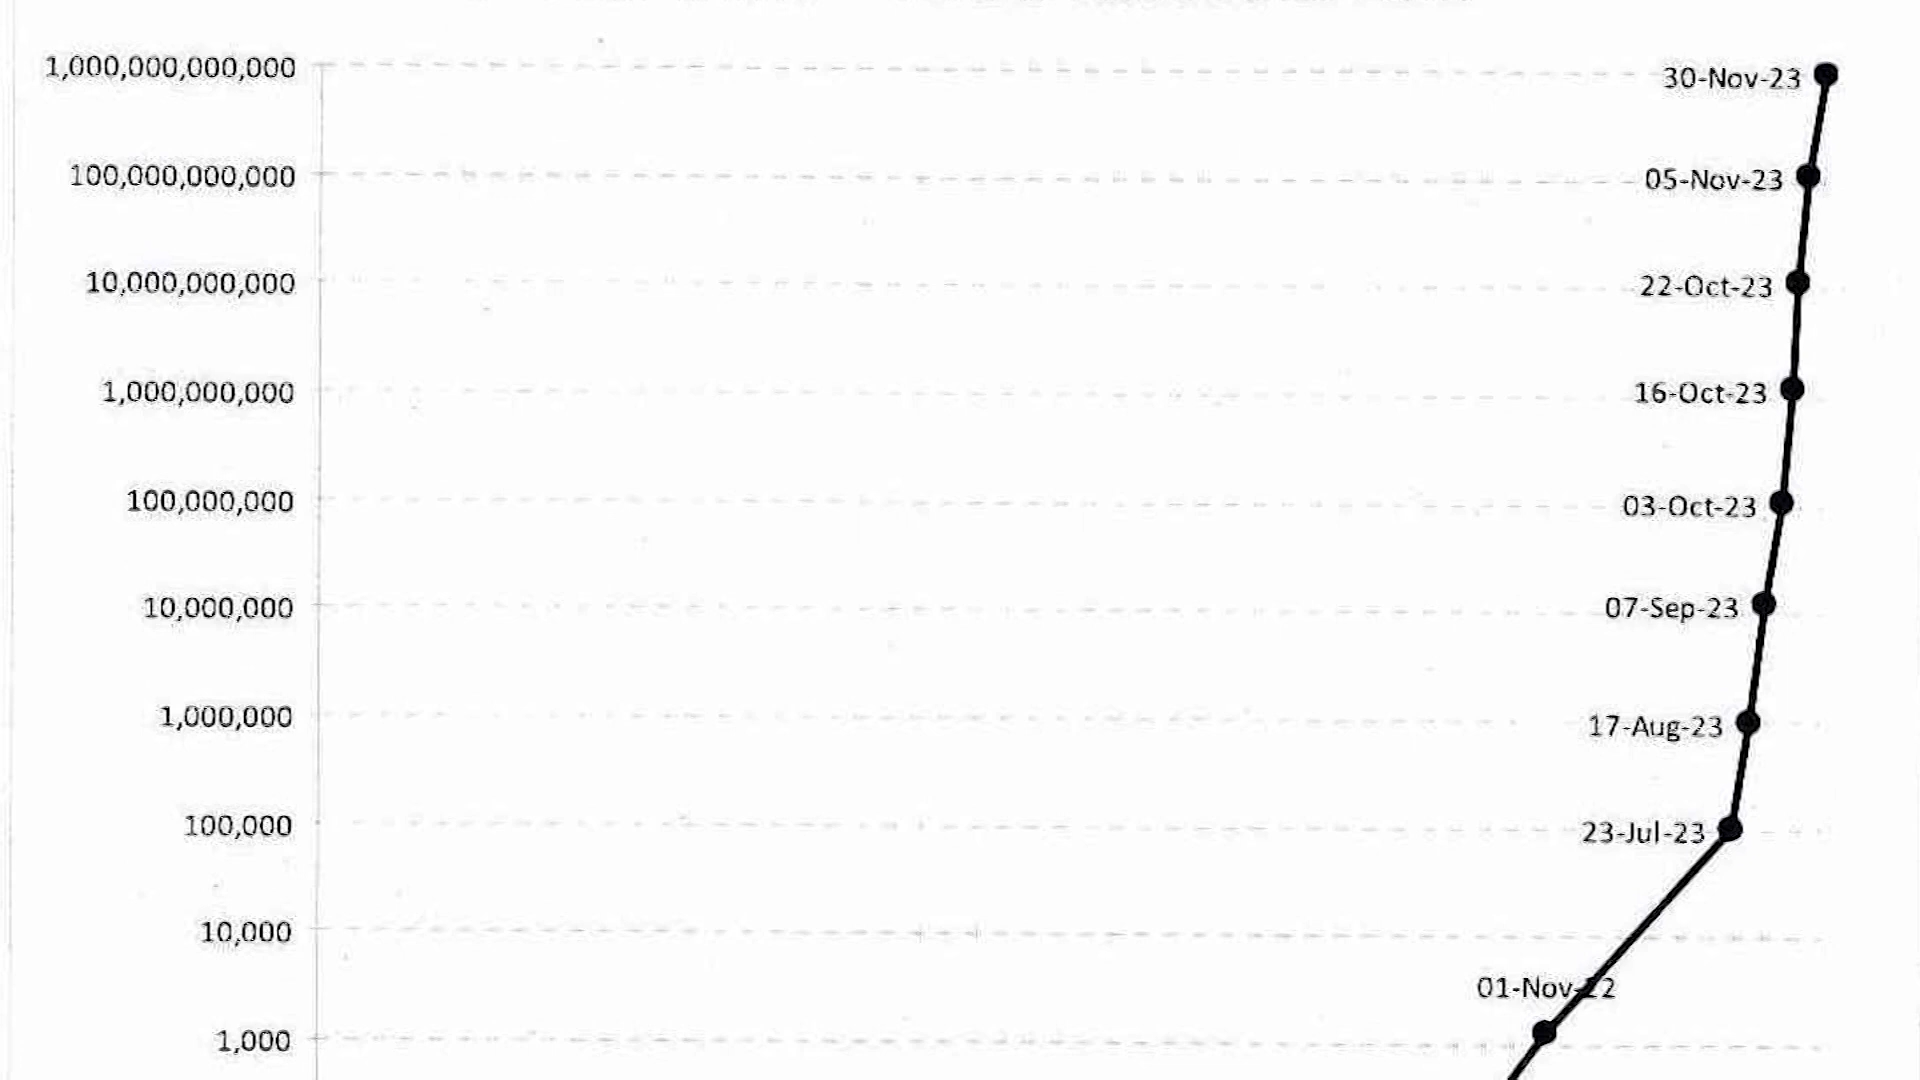 1,000,000,000,000
30-Nov-23
100,000,000,000
05-Nov-23
10,000,000,000
22-Oct-23
1,000,000,000
16-Oct-23
100,000,000
03-Oct-23
10,000,000
07-Sep-23
1,000,000
17-Aug-23
100,000
23-Jul-23
10,000
01-Nov-22
1,000